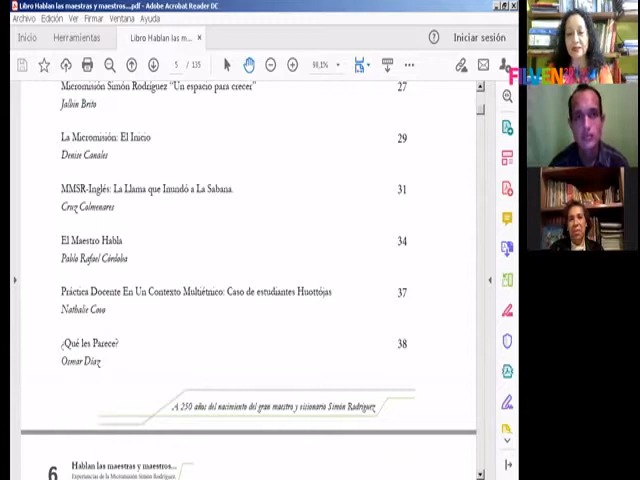 Libro Hablan las maestras y maestros...pdf - Adobe Acrobat Reader DC
Archivo Edición Ver Firmar Ventana Ayuda
Inicio Herramientas Libro Hablan las m... × Iniciar sesión
5 / 135 98,1%
FILVEN
Micromisión Simón Rodríguez "Un espacio para crecer" 27
Jalbin Brito
La Micromisión: El Inicio 29
Denise Canales
MMSR-Inglés: La Llama que Inundó a La Sabana. 31
Cruz Colmenares
El Maestro Habla 34
Pablo Rafael Córdoba
Práctica Docente En Un Contexto Multiétnico: Caso de estudiantes Huottöjas 37
Nathalie Covo
¿Qué les Parece? 38
Osmar Díaz
A 250 años del nacimiento del gran maestro y visionario Simón Rodríguez
6 Hablan las maestras y maestros...
Experiencias de la Micromisión Simón Rodríguez